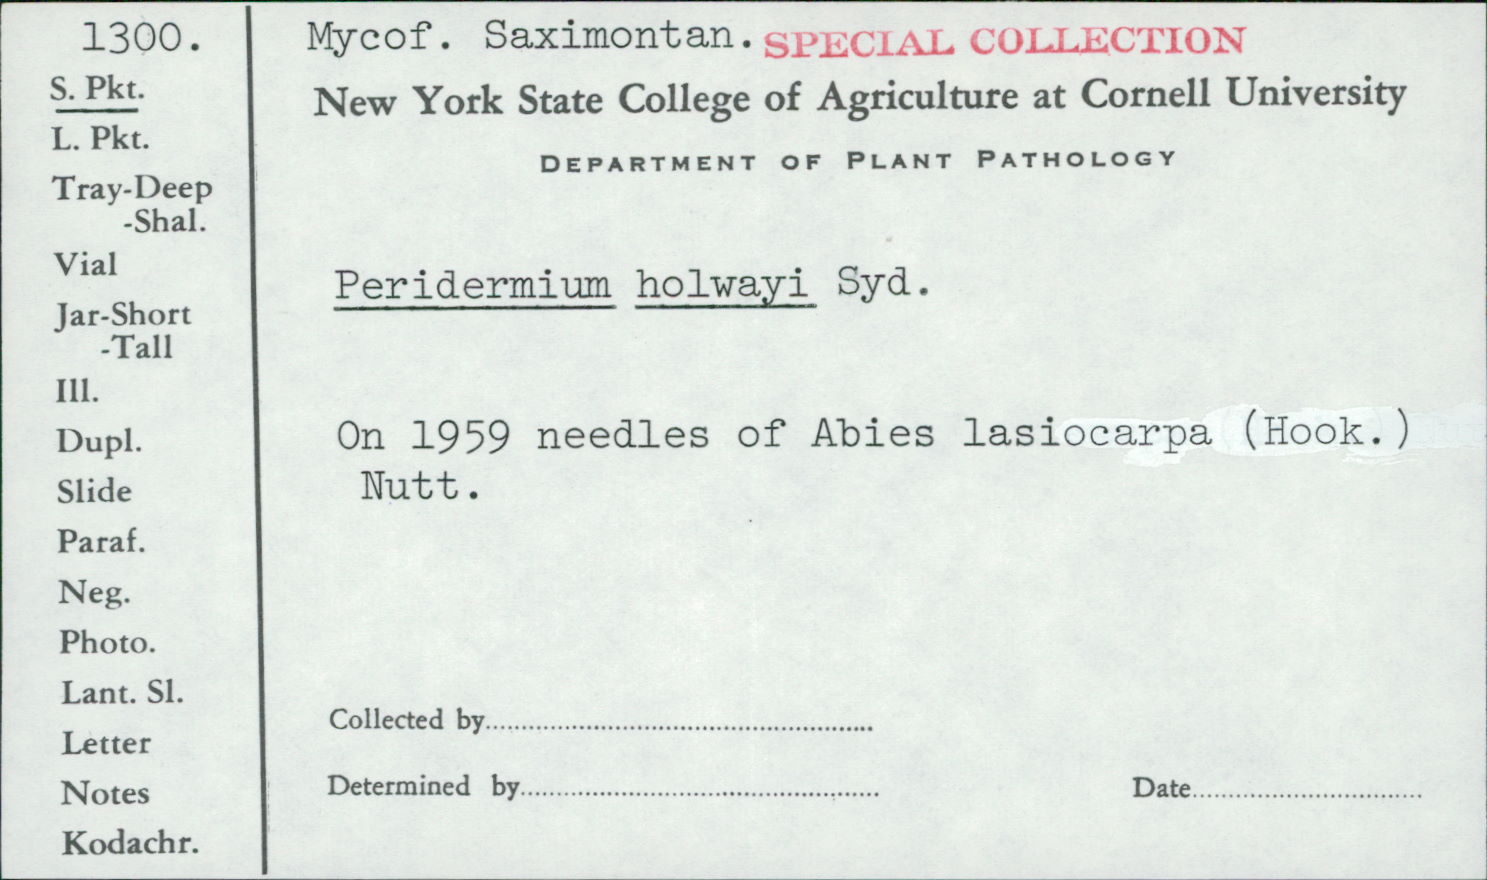 1300.
S. Pkt.
L. Pkt.
Tray-Deep
-Shal.
Vial
Jar-Short
-Tall
Ill.
Dupl.
Slide
Paraf.
Neg.
Photo.
Lant. Sl.
Letter
Notes
Kodachr.
Mycof. Saximontan. SPECIAL COLLECTION
New York State College of Agriculture at Cornell University
DEPARTMENT OF PLANT PATHOLOGY
Peridermium holwayi Syd.
On 1959 needles of Abies lasiocarpa (Hook.)
Nutt.
Collected by
Determined by Date